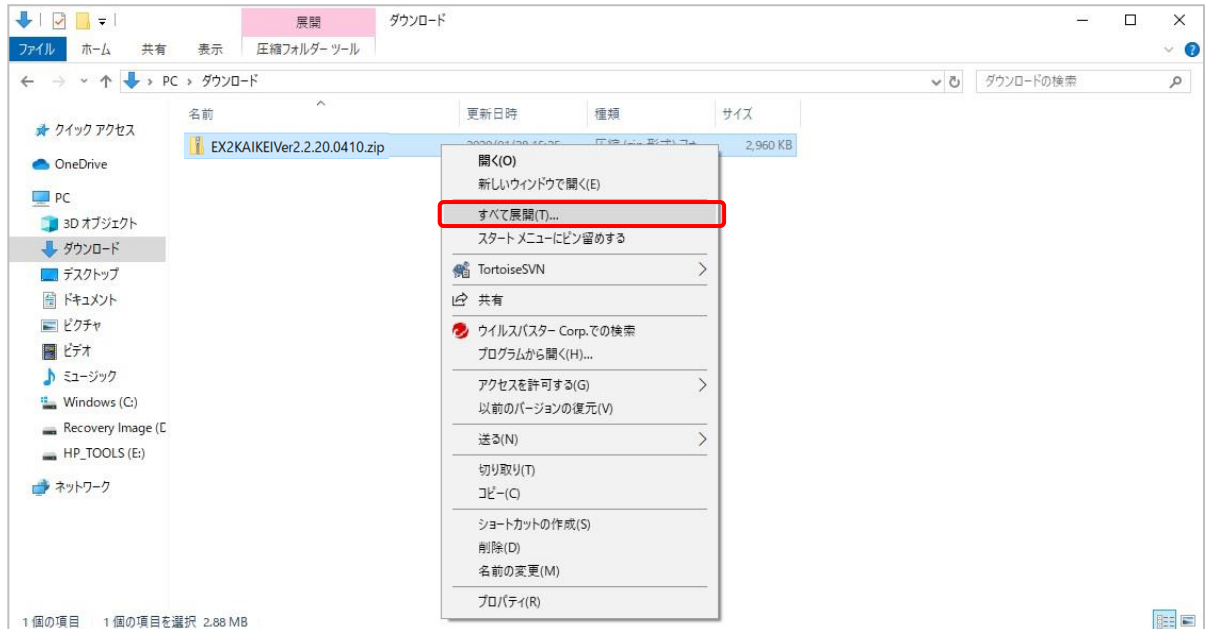 展開
ダウンロード
ファイル
ホーム
共有
表示
圧縮フォルダー ツール
PC › ダウンロード
ダウンロードの検索
名前
更新日時
種類
サイズ
EX2KAIKEIVer2.2.20.0410.zip
2,960 KB
クイック アクセス
OneDrive
PC
3D オブジェクト
ダウンロード
デスクトップ
ドキュメント
ピクチャ
ビデオ
ミュージック
Windows (C:)
Recovery Image (D
HP_TOOLS (E:)
ネットワーク
開く(O)
新しいウィンドウで開く(E)
すべて展開(T)...
スタート メニューにピン留めする
TortoiseSVN
共有
ウイルスバスター Corp.での検索
プログラムから開く(H)...
アクセスを許可する(G)
以前のバージョンの復元(V)
送る(N)
切り取り(T)
コピー(C)
ショートカットの作成(S)
削除(D)
名前の変更(M)
プロパティ(R)
1 個の項目
1 個の項目を選択 2.88 MB